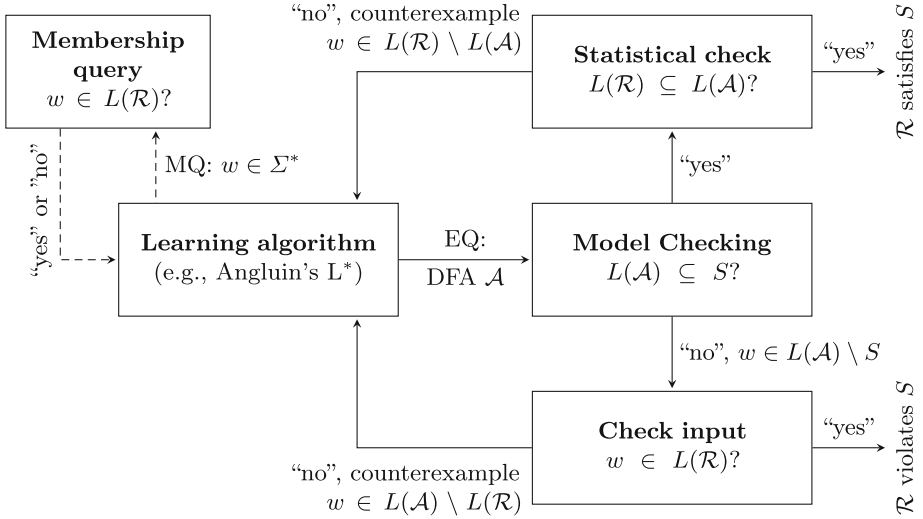 Membership
query
w ∈ L(ℛ)?
“no”, counterexample
w ∈ L(ℛ) \ L(𝒜)
Statistical check
L(ℛ) ⊆ L(𝒜)?
“yes”
ℛ satisfies S
“yes” or ”no”
MQ: w ∈ Σ*
“yes”
Learning algorithm
(e.g., Angluin’s L*)
EQ:
DFA 𝒜
Model Checking
L(𝒜) ⊆ S?
“no”, w ∈ L(𝒜) \ S
Check input
w ∈ L(ℛ)?
“yes”
ℛ violates S
“no”, counterexample
w ∈ L(𝒜) \ L(ℛ)